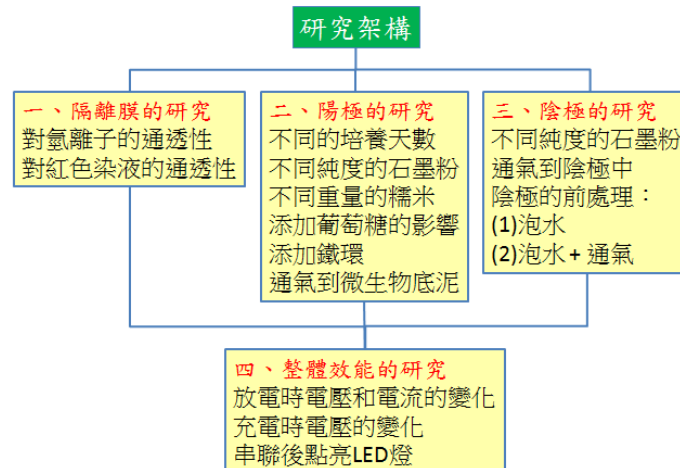 研究架構
一、隔離膜的研究
對氫離子的通透性
對紅色染液的通透性
二、陽極的研究
不同的培養天數
不同純度的石墨粉
不同重量的糯米
添加葡萄糖的影響
添加鐵環
通氣到微生物底泥
三、陰極的研究
不同純度的石墨粉
通氣到陰極中
陰極的前處理：
(1)泡水
(2)泡水+通氣
四、整體效能的研究
放電時電壓和電流的變化
充電時電壓的變化
串聯後點亮LED燈